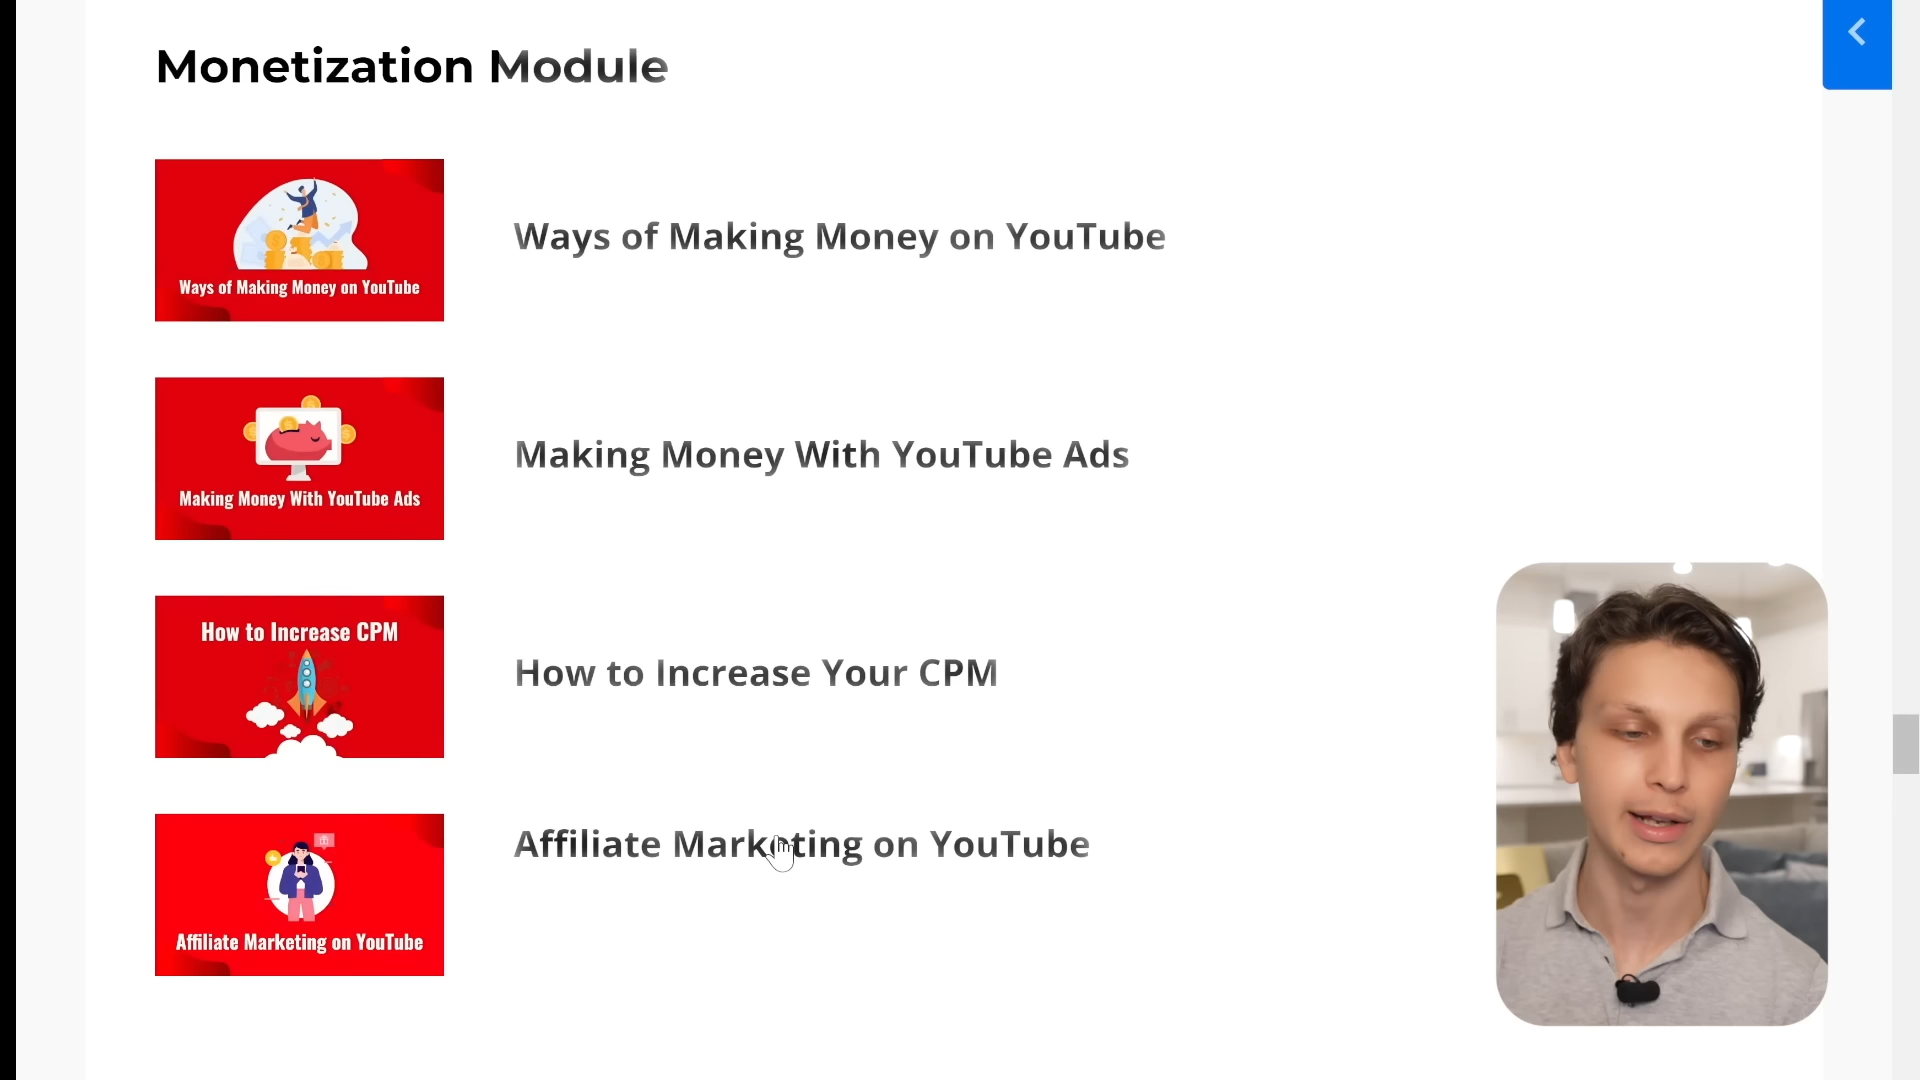 Monetization Module
Ways of Making Money on YouTube
Ways of Making Money on YouTube
Making Money With YouTube Ads
Making Money With YouTube Ads
How to Increase CPM
How to Increase Your CPM
Affiliate Marketing on YouTube
Affiliate Marketing on YouTube